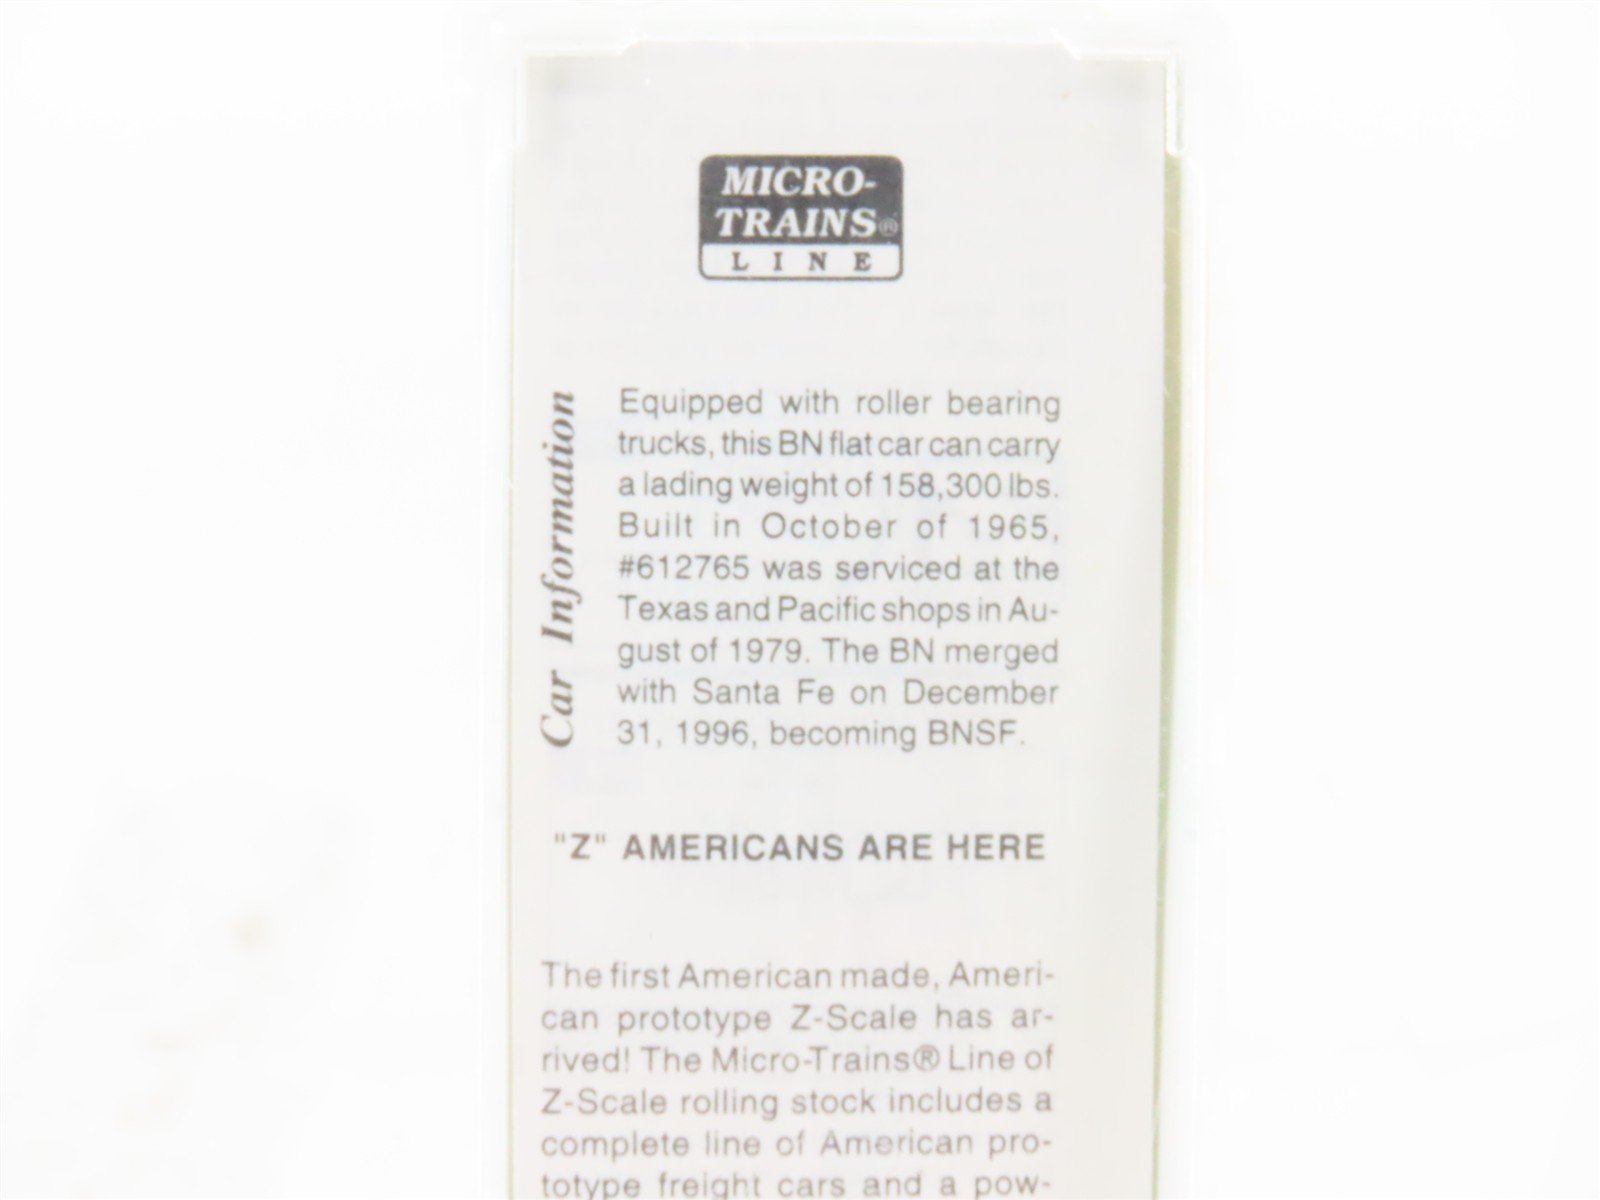 MICRO-
TRAINS®
LINE
Car Information
Equipped with roller bearing
trucks, this BN flat car can carry
a lading weight of 158,300 lbs.
Built in October of 1965,
#612765 was serviced at the
Texas and Pacific shops in Au-
gust of 1979. The BN merged
with Santa Fe on December
31, 1996, becoming BNSF.
"Z" AMERICANS ARE HERE
The first American made, Ameri-
can prototype Z-Scale has ar-
rived! The Micro-Trains® Line of
Z-Scale rolling stock includes a
complete line of American pro-
totype freight cars and a pow-